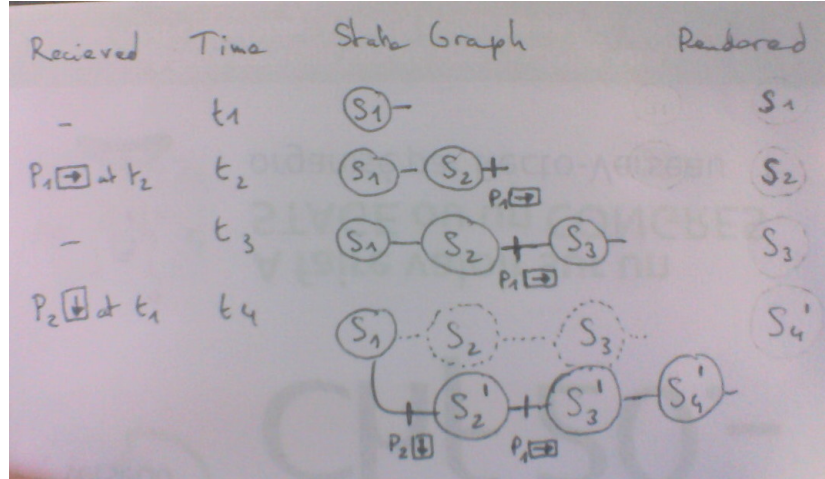 Recieved Time State Graph Rendered
- t1 S1 S1
P1 → at t2 t2 S1 S2 S2
P1 →
- t3 S1 S2 S3 S3
P1 →
P2 ↓ at t1 t4 S1 S2 S3 S4'
S2' S3' S4'
P2 ↓ P1 →